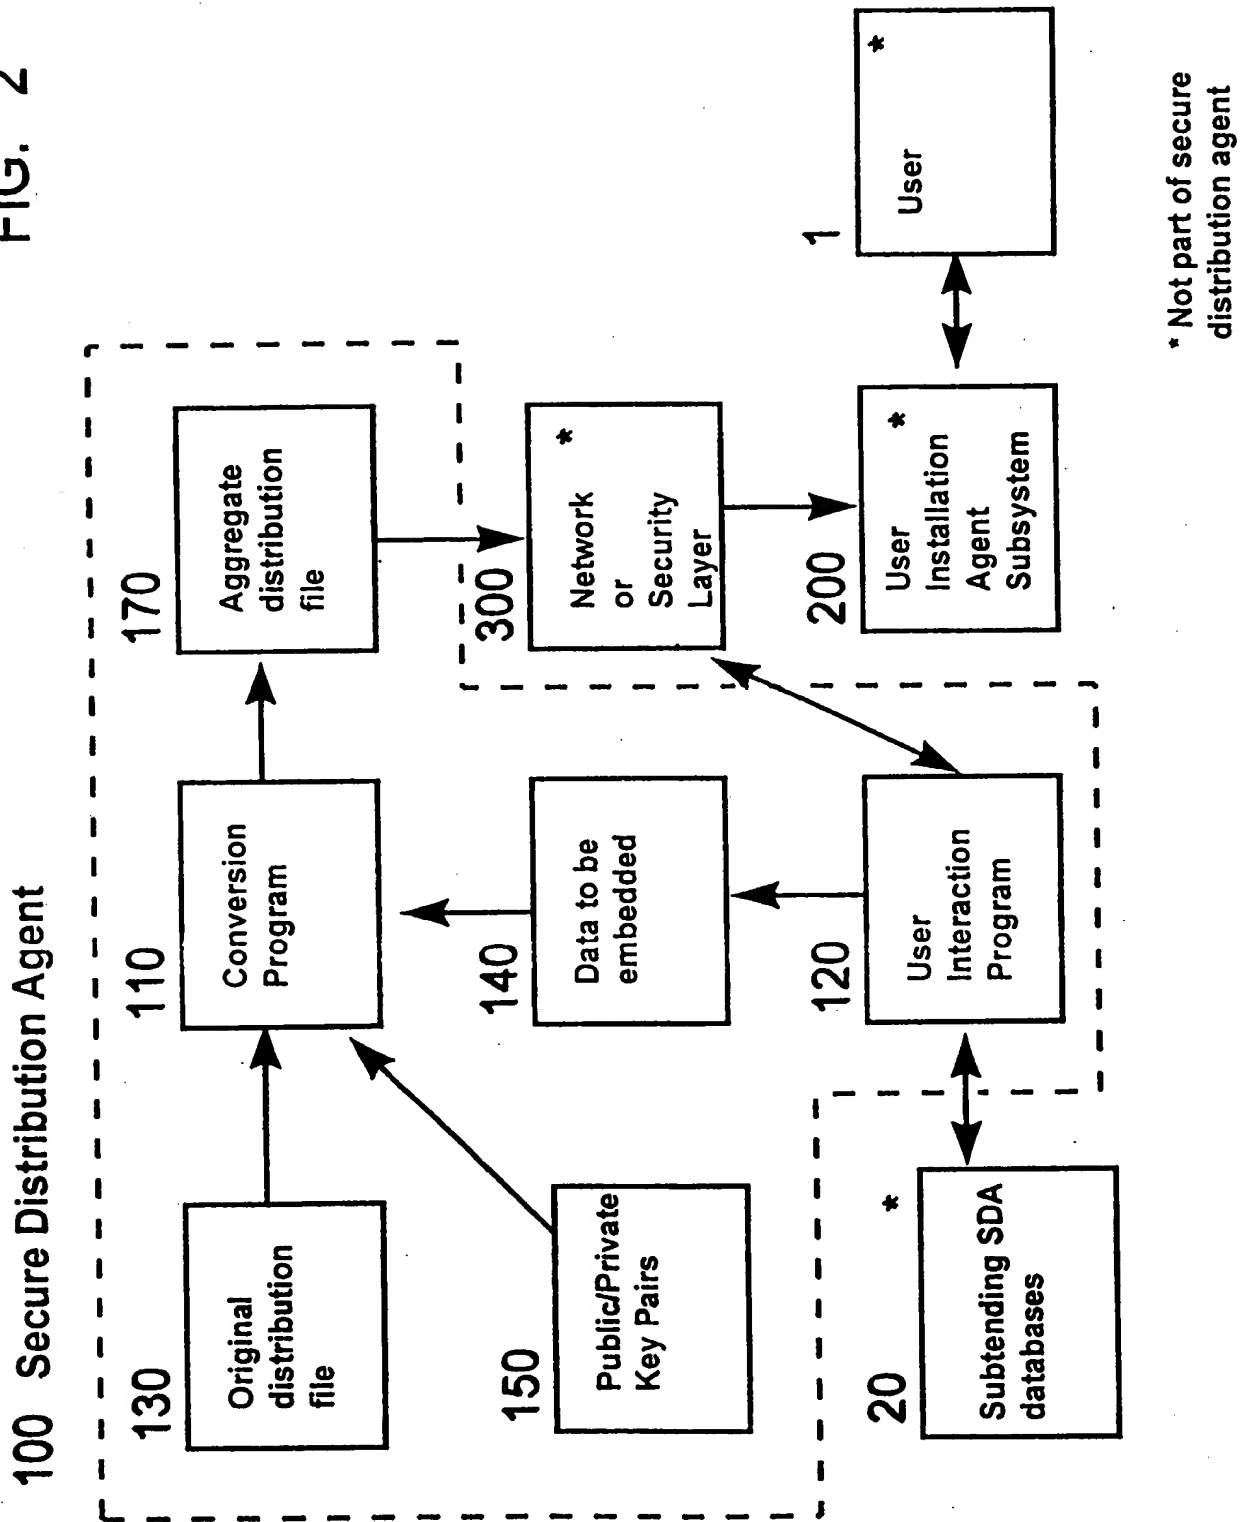 FIG. 2
100 Secure Distribution Agent
130
Original
distribution
file
110
Conversion
Program
170
Aggregate
distribution
file
150
Public/Private
Key Pairs
140
Data to be
embedded
300
Network *
or
Security
Layer
20 *
Subtending SDA
databases
120
User
Interaction
Program
200
User *
Installation
Agent
Subsystem
1
*
User
* Not part of secure
distribution agent